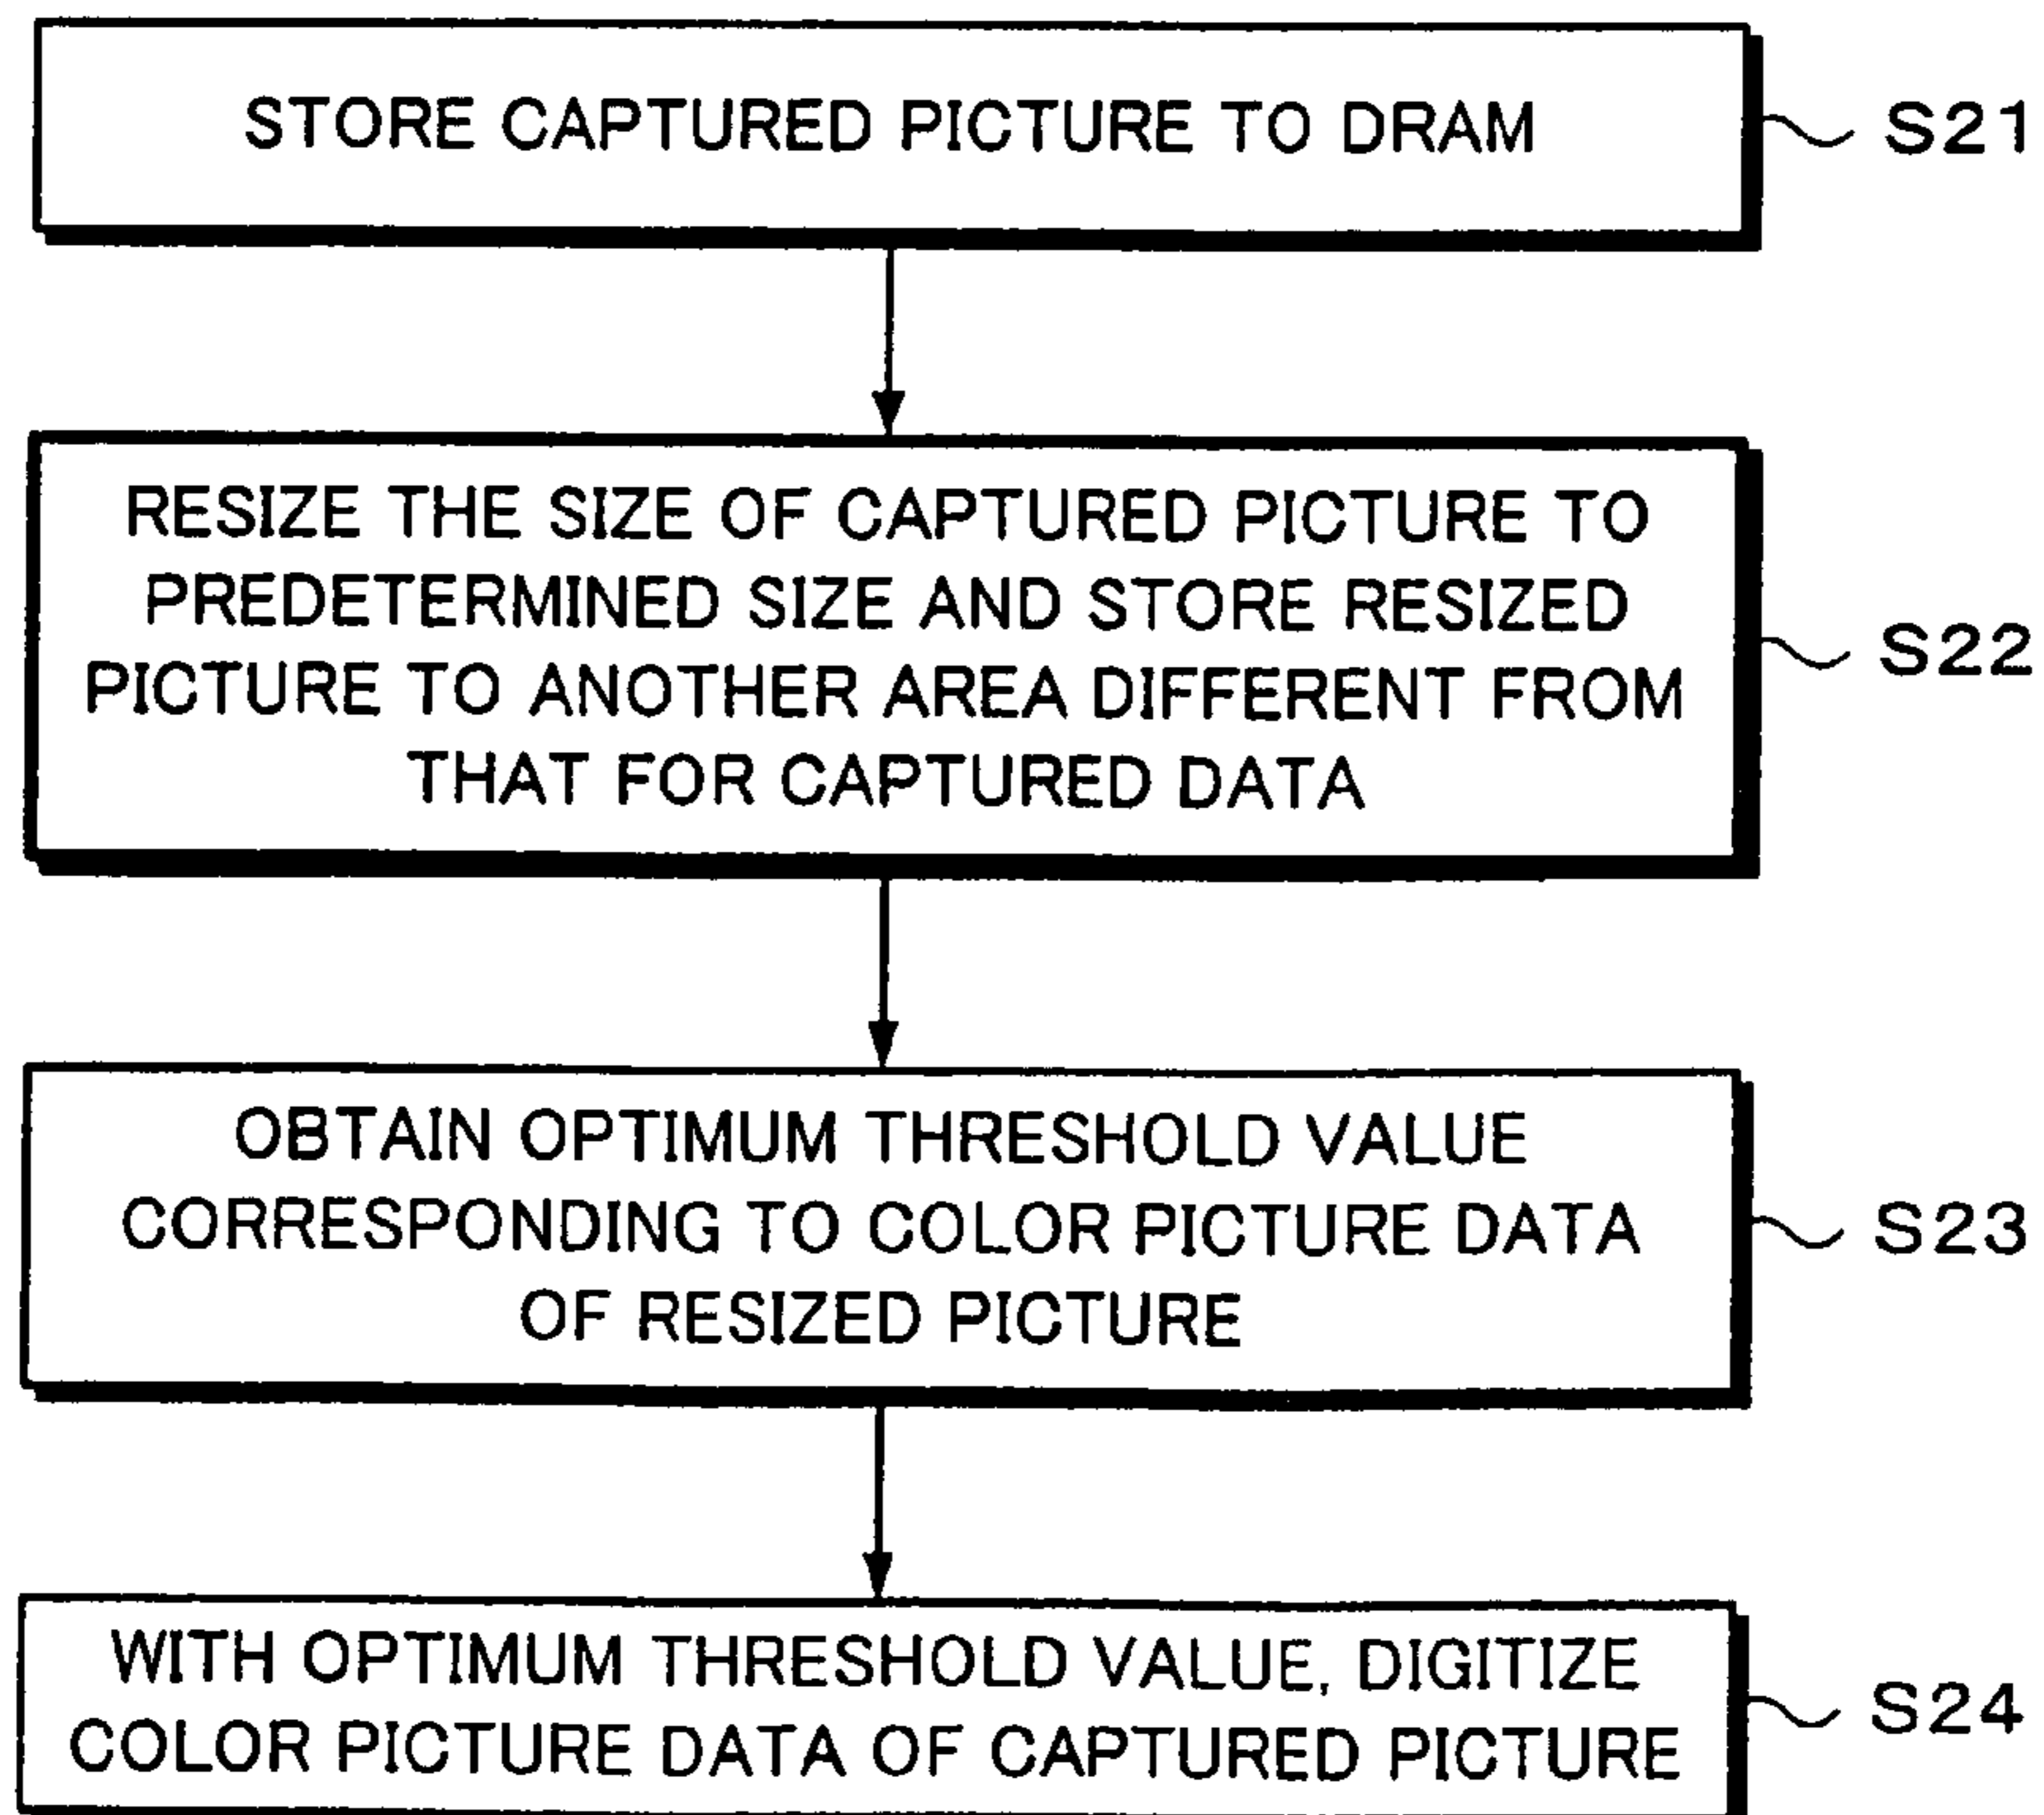 STORE CAPTURED PICTURE TO DRAM
S21
RESIZE THE SIZE OF CAPTURED PICTURE TO
PREDETERMINED SIZE AND STORE RESIZED
PICTURE TO ANOTHER AREA DIFFERENT FROM
THAT FOR CAPTURED DATA
S22
OBTAIN OPTIMUM THRESHOLD VALUE
CORRESPONDING TO COLOR PICTURE DATA
OF RESIZED PICTURE
S23
WITH OPTIMUM THRESHOLD VALUE, DIGITIZE
COLOR PICTURE DATA OF CAPTURED PICTURE
S24